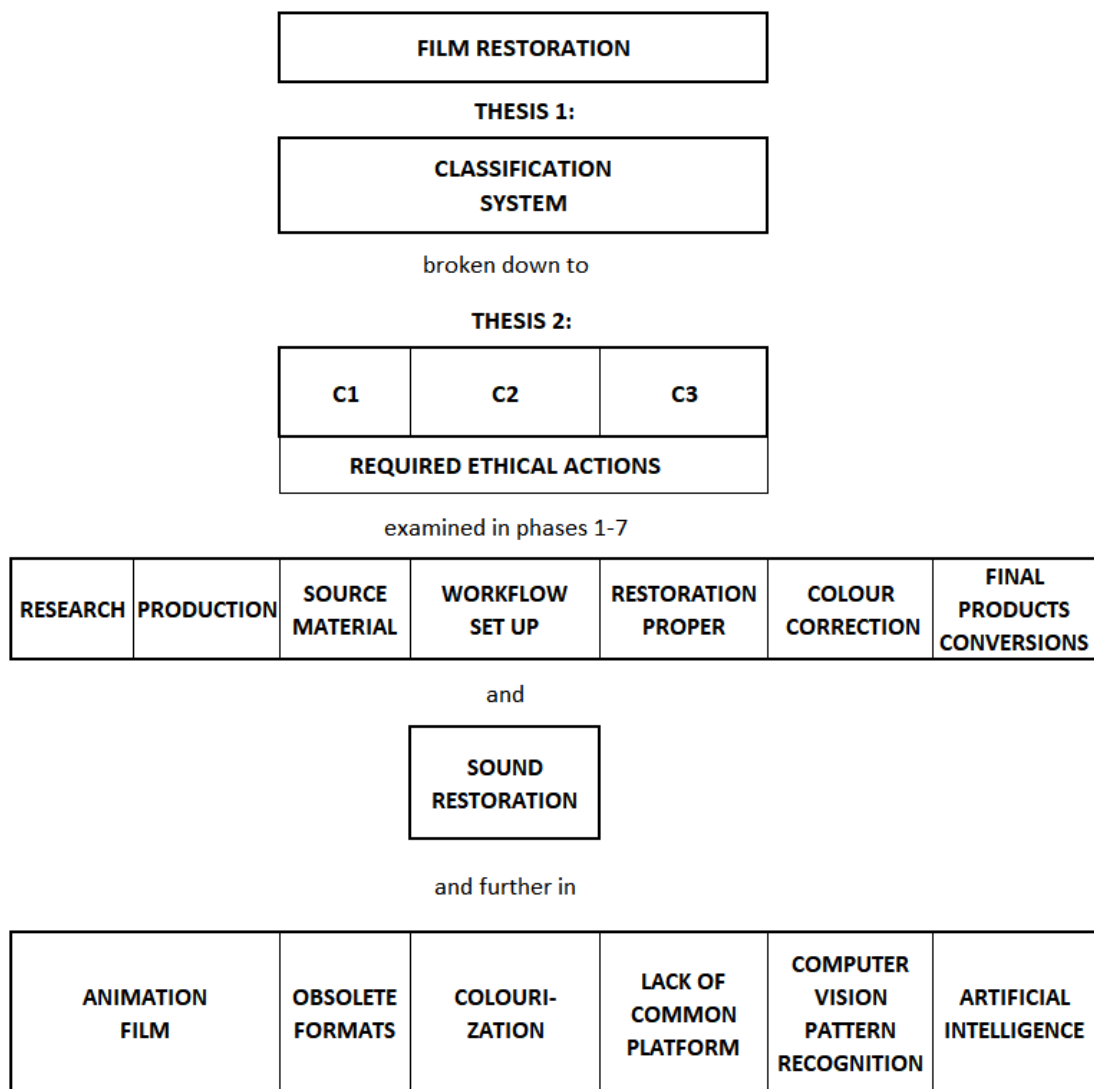 FILM RESTORATION
THESIS 1:
CLASSIFICATION
SYSTEM
broken down to
THESIS 2:
C1 C2 C3
REQUIRED ETHICAL ACTIONS
examined in phases 1-7
RESEARCH
PRODUCTION
SOURCE
MATERIAL
WORKFLOW
SET UP
RESTORATION
PROPER
COLOUR
CORRECTION
FINAL
PRODUCTS
CONVERSIONS
and
SOUND
RESTORATION
and further in
ANIMATION
FILM
OBSOLETE
FORMATS
COLOURI-
ZATION
LACK OF
COMMON
PLATFORM
COMPUTER
VISION
PATTERN
RECOGNITION
ARTIFICIAL
INTELLIGENCE